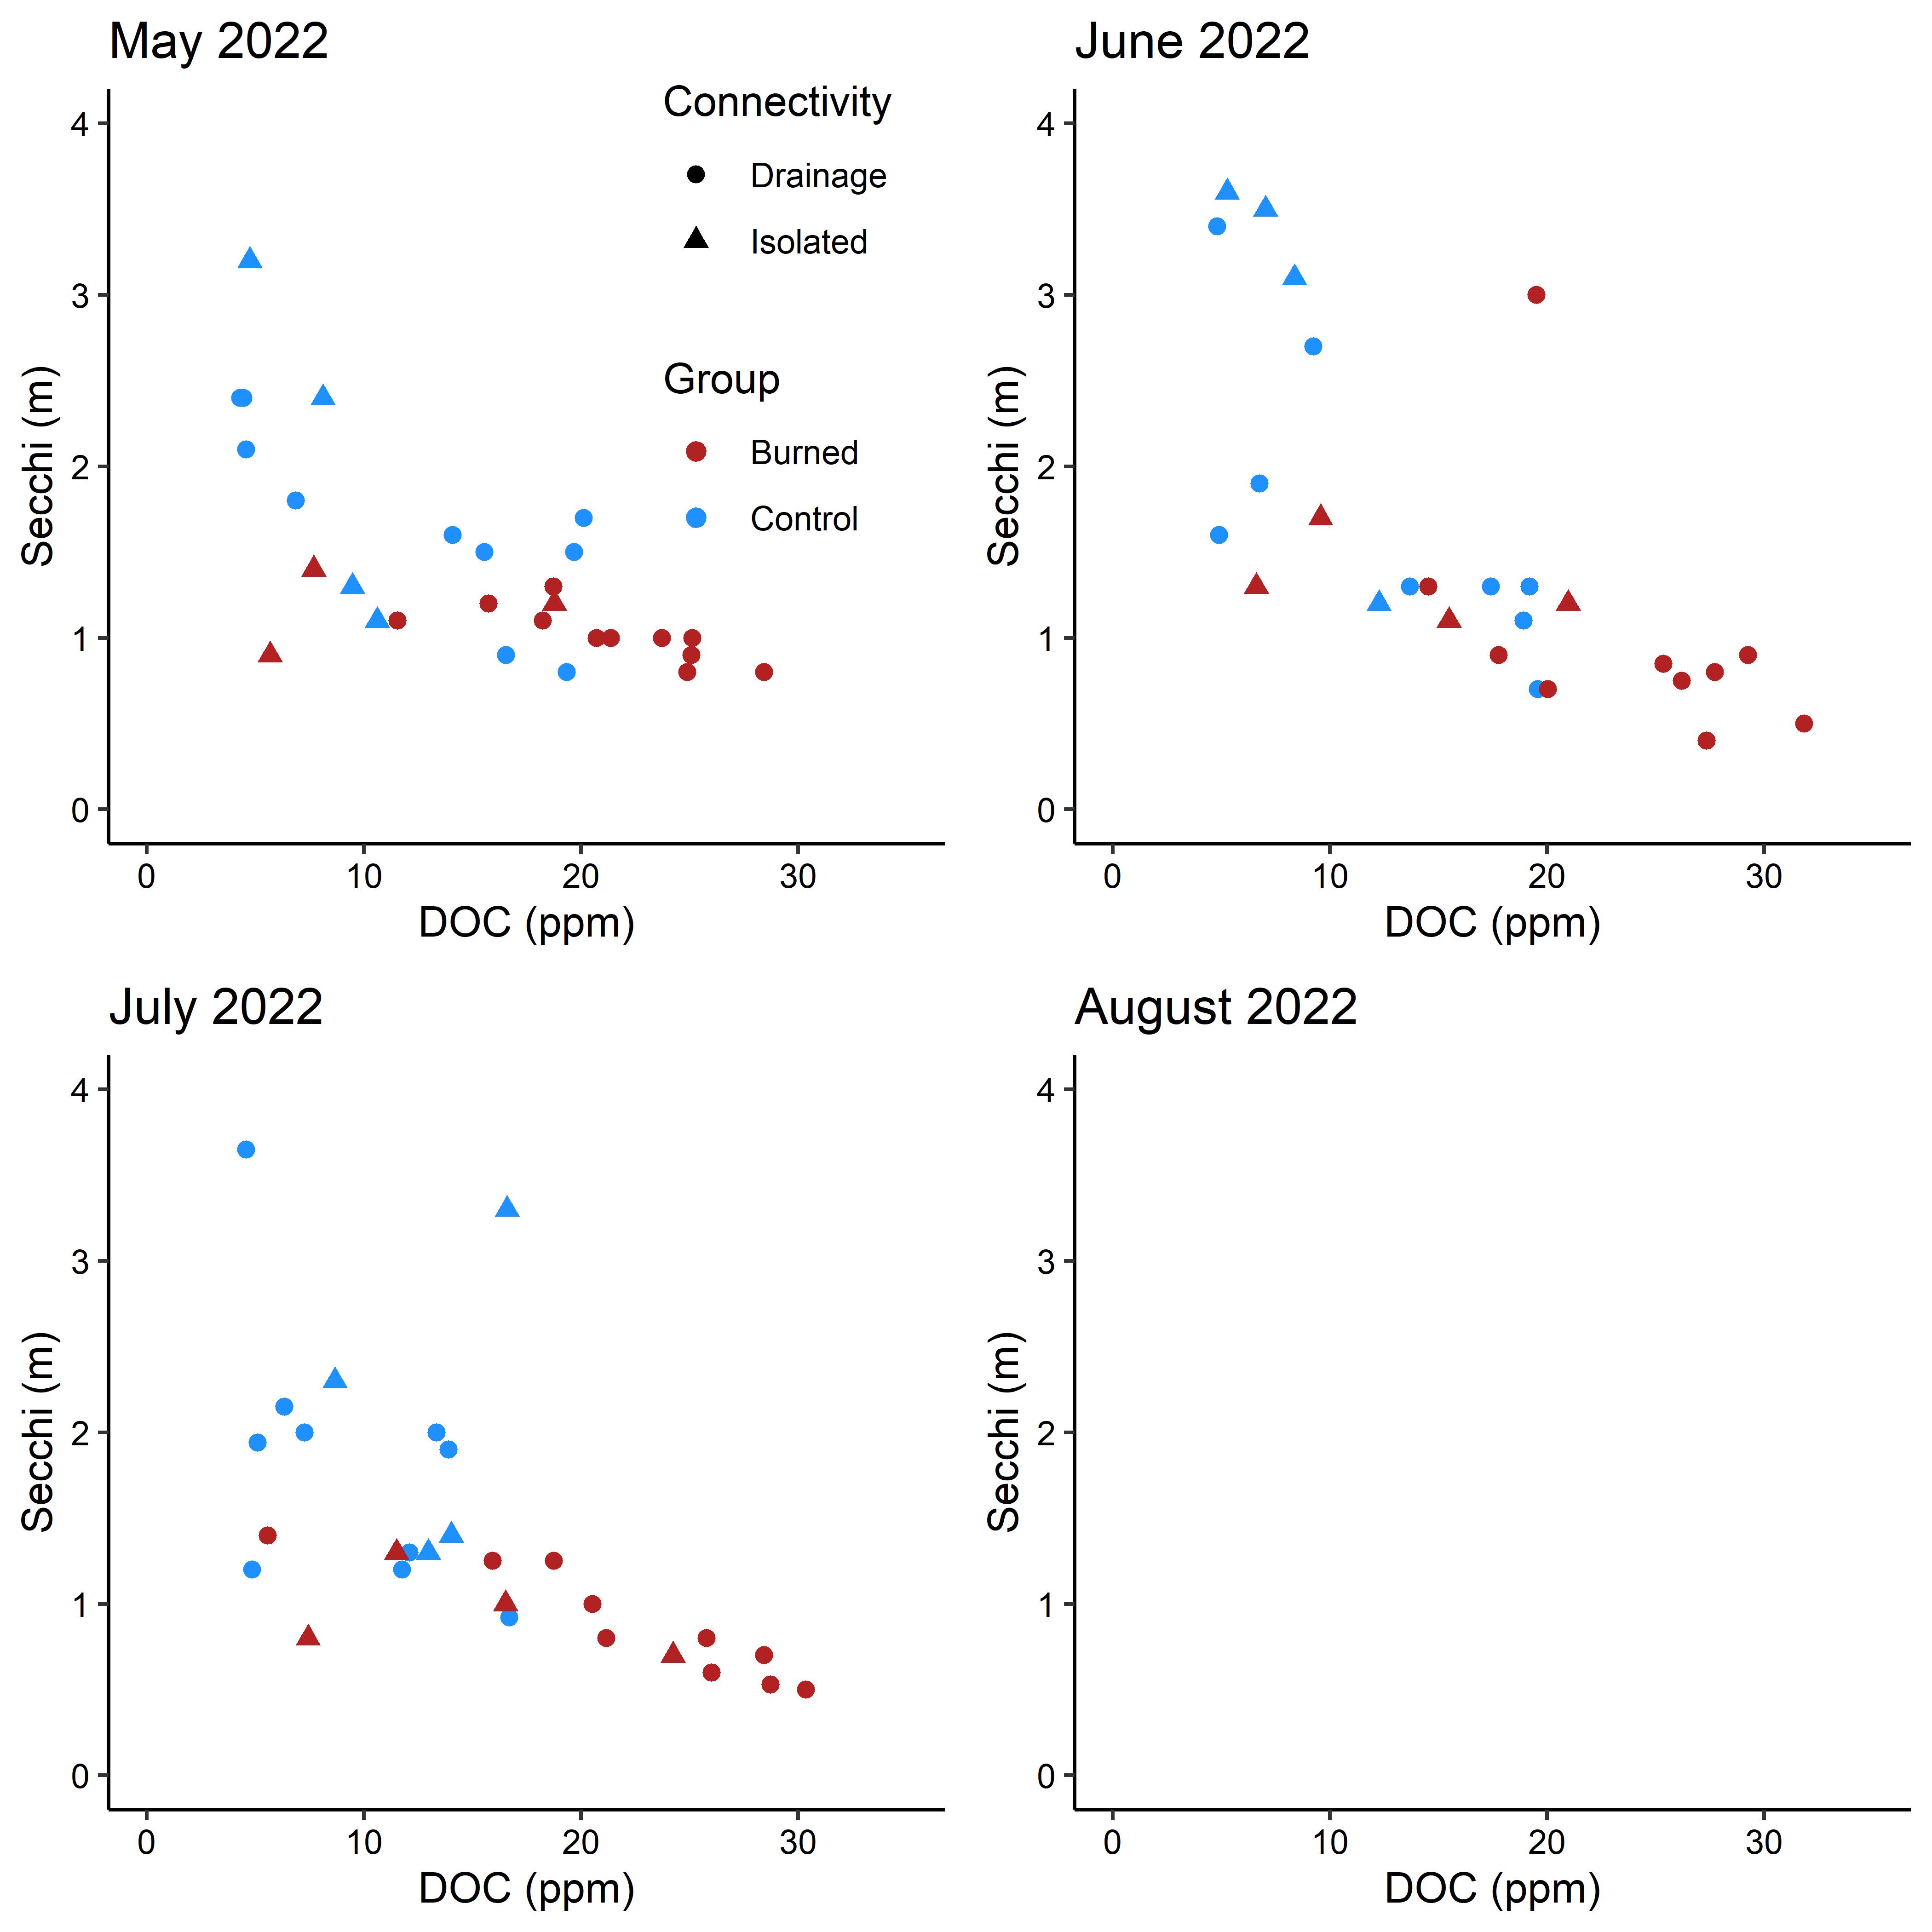 May 2022
Connectivity
Drainage
Isolated
Group
Burned
Control
Secchi (m)
4
3
2
1
0
0 10 20 30
DOC (ppm)
June 2022
Secchi (m)
4
3
2
1
0
0 10 20 30
DOC (ppm)
July 2022
Secchi (m)
4
3
2
1
0
0 10 20 30
DOC (ppm)
August 2022
Secchi (m)
4
3
2
1
0
0 10 20 30
DOC (ppm)